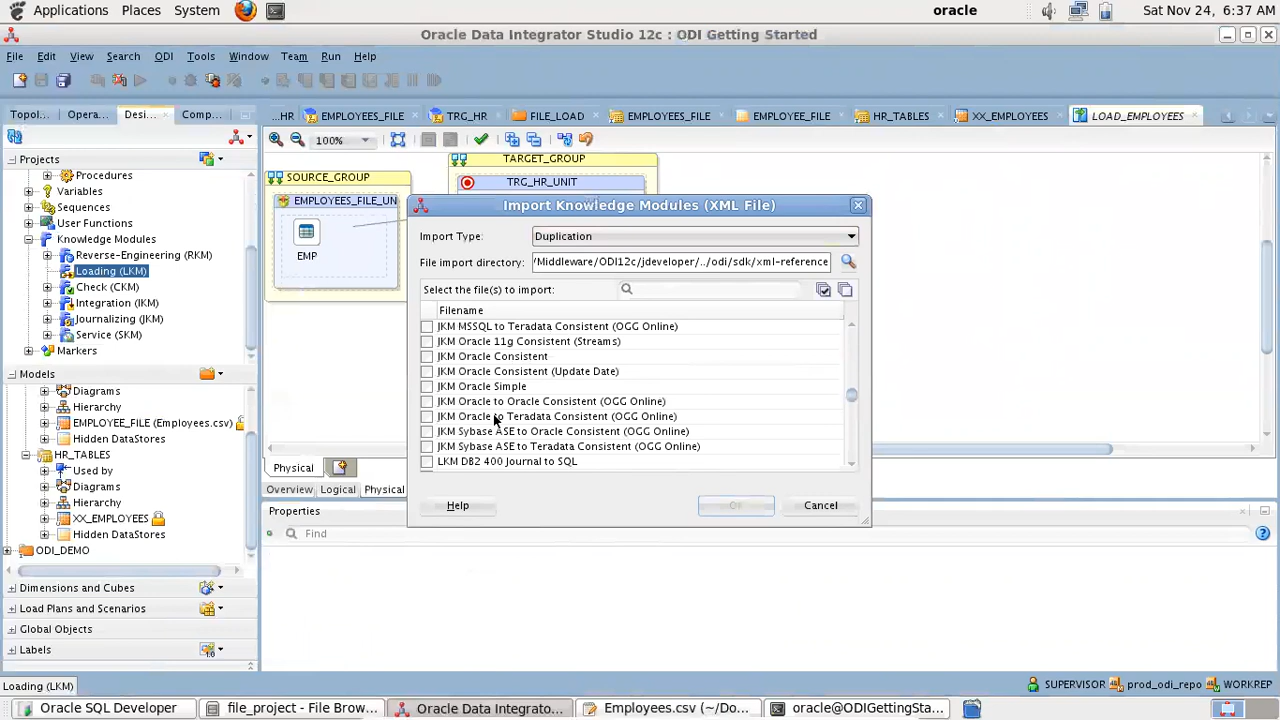 Applications Places System oracle Sat Nov 24, 6:37 AM
Oracle Data Integrator Studio 12c : ODI Getting Started
File Edit View Search ODI Tools Window Team Run Help
Topol... Opera... Desi... Comp... ...HR EMPLOYEES_FILE TRG_HR FILE_LOAD EMPLOYEES_FILE EMPLOYEE_FILE HR_TABLES XX_EMPLOYEES LOAD_EMPLOYEES
100%
Projects
Procedures
Variables
Sequences
User Functions
Knowledge Modules
Reverse-Engineering (RKM)
Loading (LKM)
Check (CKM)
Integration (IKM)
Journalizing (JKM)
Service (SKM)
Markers
Models
Diagrams
Hierarchy
EMPLOYEE_FILE (Employees.csv)
Hidden DataStores
HR_TABLES
Used by
Diagrams
Hierarchy
XX_EMPLOYEES
Hidden DataStores
ODI_DEMO
Dimensions and Cubes
Load Plans and Scenarios
Global Objects
Labels
Loading (LKM)
SOURCE_GROUP
EMPLOYEES_FILE_UN
EMP
TARGET_GROUP
TRG_HR_UNIT
Import Knowledge Modules (XML File)
Import Type: Duplication
File import directory: /Middleware/ODI12c/jdeveloper/../odi/sdk/xml-reference
Select the file(s) to import:
Filename
JKM MSSQL to Teradata Consistent (OGG Online)
JKM Oracle 11g Consistent (Streams)
JKM Oracle Consistent
JKM Oracle Consistent (Update Date)
JKM Oracle Simple
JKM Oracle to Oracle Consistent (OGG Online)
JKM Oracle to Teradata Consistent (OGG Online)
JKM Sybase ASE to Oracle Consistent (OGG Online)
JKM Sybase ASE to Teradata Consistent (OGG Online)
LKM DB2 400 Journal to SQL
Help Cancel
Physical
Overview Logical Physical
Properties
Find
SUPERVISOR prod_odi_repo WORKREP
Oracle SQL Developer file_project - File Brow... Oracle Data Integrato... Employees.csv (~/Do... oracle@ODIGettingSta...